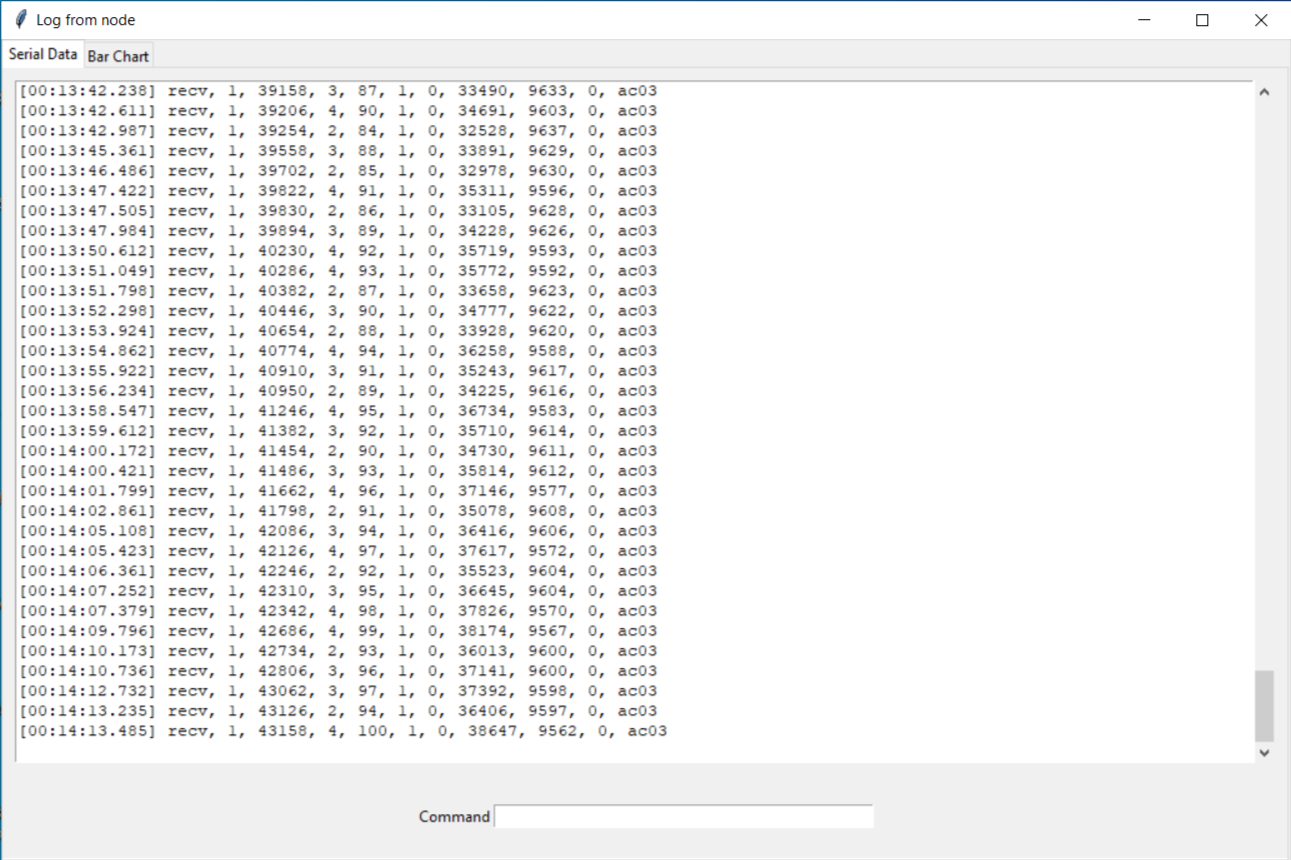 Log from node
Serial Data Bar Chart
[00:13:42.238] recv, 1, 39158, 3, 87, 1, 0, 33490, 9633, 0, ac03
[00:13:42.611] recv, 1, 39206, 4, 90, 1, 0, 34691, 9603, 0, ac03
[00:13:42.987] recv, 1, 39254, 2, 84, 1, 0, 32528, 9637, 0, ac03
[00:13:45.361] recv, 1, 39558, 3, 88, 1, 0, 33891, 9629, 0, ac03
[00:13:46.486] recv, 1, 39702, 2, 85, 1, 0, 32978, 9630, 0, ac03
[00:13:47.422] recv, 1, 39822, 4, 91, 1, 0, 35311, 9596, 0, ac03
[00:13:47.505] recv, 1, 39830, 2, 86, 1, 0, 33105, 9628, 0, ac03
[00:13:47.984] recv, 1, 39894, 3, 89, 1, 0, 34228, 9626, 0, ac03
[00:13:50.612] recv, 1, 40230, 4, 92, 1, 0, 35719, 9593, 0, ac03
[00:13:51.049] recv, 1, 40286, 4, 93, 1, 0, 35772, 9592, 0, ac03
[00:13:51.798] recv, 1, 40382, 2, 87, 1, 0, 33658, 9623, 0, ac03
[00:13:52.298] recv, 1, 40446, 3, 90, 1, 0, 34777, 9622, 0, ac03
[00:13:53.924] recv, 1, 40654, 2, 88, 1, 0, 33928, 9620, 0, ac03
[00:13:54.862] recv, 1, 40774, 4, 94, 1, 0, 36258, 9588, 0, ac03
[00:13:55.922] recv, 1, 40910, 3, 91, 1, 0, 35243, 9617, 0, ac03
[00:13:56.234] recv, 1, 40950, 2, 89, 1, 0, 34225, 9616, 0, ac03
[00:13:58.547] recv, 1, 41246, 4, 95, 1, 0, 36734, 9583, 0, ac03
[00:13:59.612] recv, 1, 41382, 3, 92, 1, 0, 35710, 9614, 0, ac03
[00:14:00.172] recv, 1, 41454, 2, 90, 1, 0, 34730, 9611, 0, ac03
[00:14:00.421] recv, 1, 41486, 3, 93, 1, 0, 35814, 9612, 0, ac03
[00:14:01.799] recv, 1, 41662, 4, 96, 1, 0, 37146, 9577, 0, ac03
[00:14:02.861] recv, 1, 41798, 2, 91, 1, 0, 35078, 9608, 0, ac03
[00:14:05.108] recv, 1, 42086, 3, 94, 1, 0, 36416, 9606, 0, ac03
[00:14:05.423] recv, 1, 42126, 4, 97, 1, 0, 37617, 9572, 0, ac03
[00:14:06.361] recv, 1, 42246, 2, 92, 1, 0, 35523, 9604, 0, ac03
[00:14:07.252] recv, 1, 42310, 3, 95, 1, 0, 36645, 9604, 0, ac03
[00:14:07.379] recv, 1, 42342, 4, 98, 1, 0, 37826, 9570, 0, ac03
[00:14:09.796] recv, 1, 42686, 4, 99, 1, 0, 38174, 9567, 0, ac03
[00:14:10.173] recv, 1, 42734, 2, 93, 1, 0, 36013, 9600, 0, ac03
[00:14:10.736] recv, 1, 42806, 3, 96, 1, 0, 37141, 9600, 0, ac03
[00:14:12.732] recv, 1, 43062, 3, 97, 1, 0, 37392, 9598, 0, ac03
[00:14:13.235] recv, 1, 43126, 2, 94, 1, 0, 36406, 9597, 0, ac03
[00:14:13.485] recv, 1, 43158, 4, 100, 1, 0, 38647, 9562, 0, ac03
Command